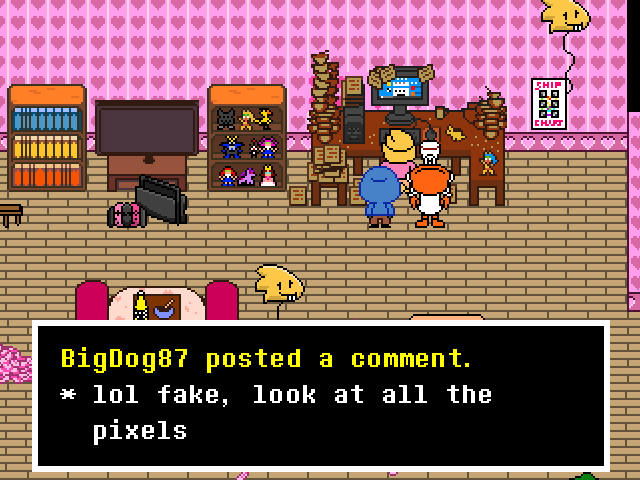 SHIP
CHART
BigDog87 posted a comment.
* lol fake, look at all the
pixels